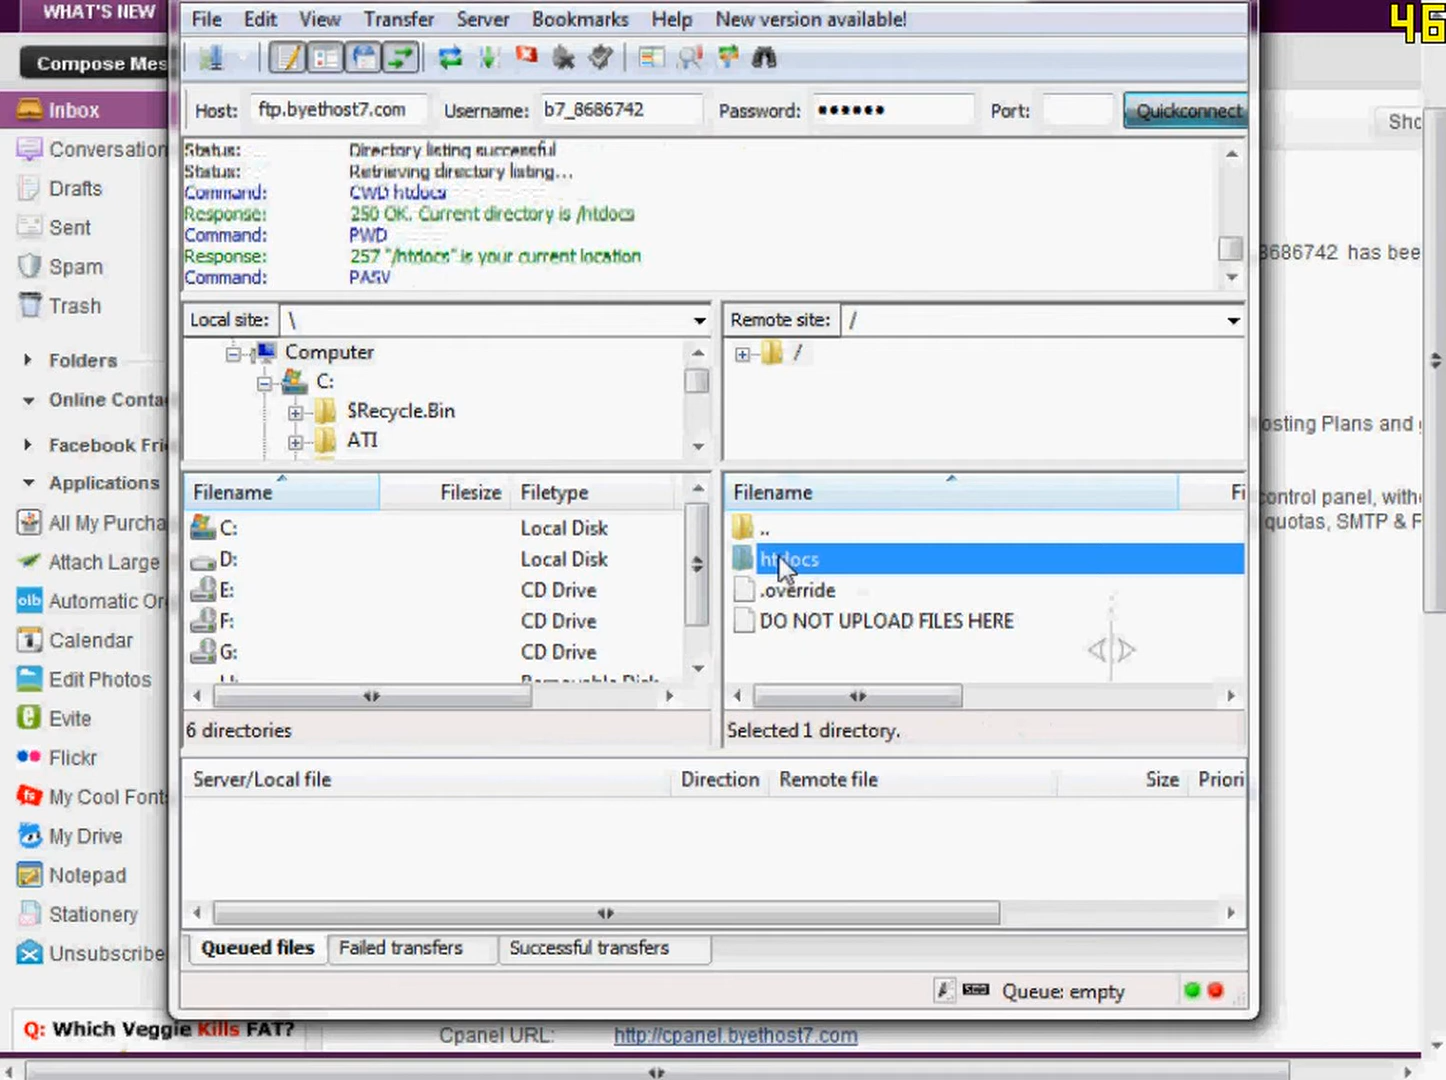 WHAT'S NEW
File Edit View Transfer Server Bookmarks Help New version available!
46
Compose Mes
Host: ftp.byethost7.com Username: b7_8686742 Password: •••••• Port: Quickconnect
Inbox
Sho
Conversation
Drafts
Sent
Spam
Trash
Folders
Online Conta
Facebook Frie
Applications
All My Purcha
Attach Large
Automatic Or
Calendar
Edit Photos
Evite
Flickr
My Cool Fonts
My Drive
Notepad
Stationery
Unsubscribe
Q: Which Veggie Kills FAT?
Status: Directory listing successful
Status: Retrieving directory listing...
Command: CWD htdocs
Response: 250 OK. Current directory is /htdocs
Command: PWD
Response: 257 "/htdocs" is your current location
Command: PASV
Local site: \
Computer
C:
$Recycle.Bin
ATI
Remote site: /
/
Filename Filesize Filetype
C: Local Disk
D: Local Disk
E: CD Drive
F: CD Drive
G: CD Drive
6 directories
Filename Fi
..
htdocs
.override
DO NOT UPLOAD FILES HERE
Selected 1 directory.
Server/Local file Direction Remote file Size Priori
Queued files Failed transfers Successful transfers
Queue: empty
8686742 has bee
osting Plans and
control panel, with
quotas, SMTP & F
Cpanel URL: http://cpanel.byethost7.com